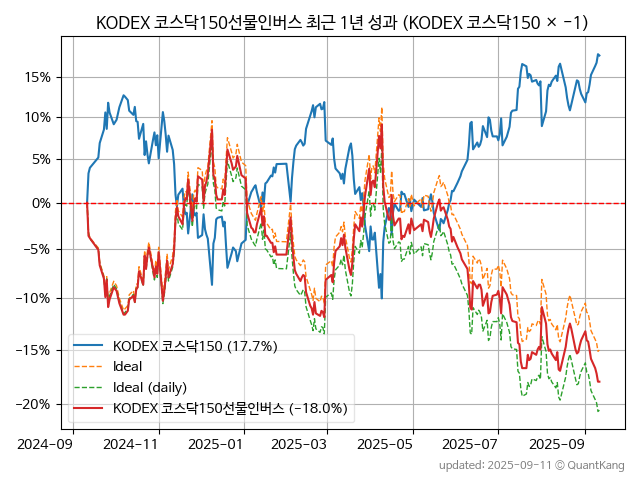 KODEX 코스닥150선물인버스 최근 1년 성과 (KODEX 코스닥150 × −1)
15%
10%
5%
0%
−5%
−10%
−15%
−20%
KODEX 코스닥150 (17.7%)
Ideal
Ideal (daily)
KODEX 코스닥150선물인버스 (−18.0%)
2024-09
2024-11
2025-01
2025-03
2025-05
2025-07
2025-09
updated: 2025-09-11 © QuantKang